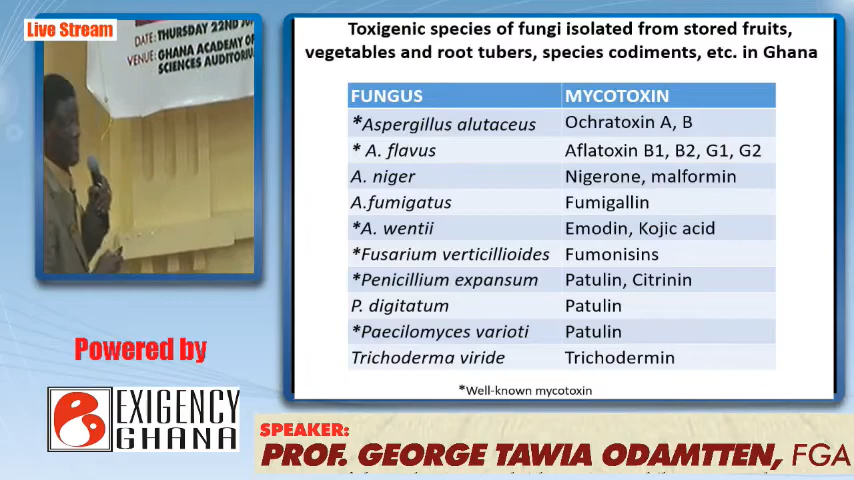 Live Stream
DATE: THURSDAY 22ND
VENUE: GHANA ACADEMY OF
SCIENCES AUDITORIUM
Toxigenic species of fungi isolated from stored fruits,
vegetables and root tubers, species codiments, etc. in Ghana
FUNGUS MYCOTOXIN
*Aspergillus alutaceus Ochratoxin A, B
* A. flavus Aflatoxin B1, B2, G1, G2
A. niger Nigerone, malformin
A.fumigatus Fumigallin
*A. wentii Emodin, Kojic acid
*Fusarium verticillioides Fumonisins
*Penicillium expansum Patulin, Citrinin
P. digitatum Patulin
*Paecilomyces varioti Patulin
Trichoderma viride Trichodermin
*Well-known mycotoxin
Powered by
EXIGENCY
GHANA
SPEAKER:
PROF. GEORGE TAWIA ODAMTTEN, FGA